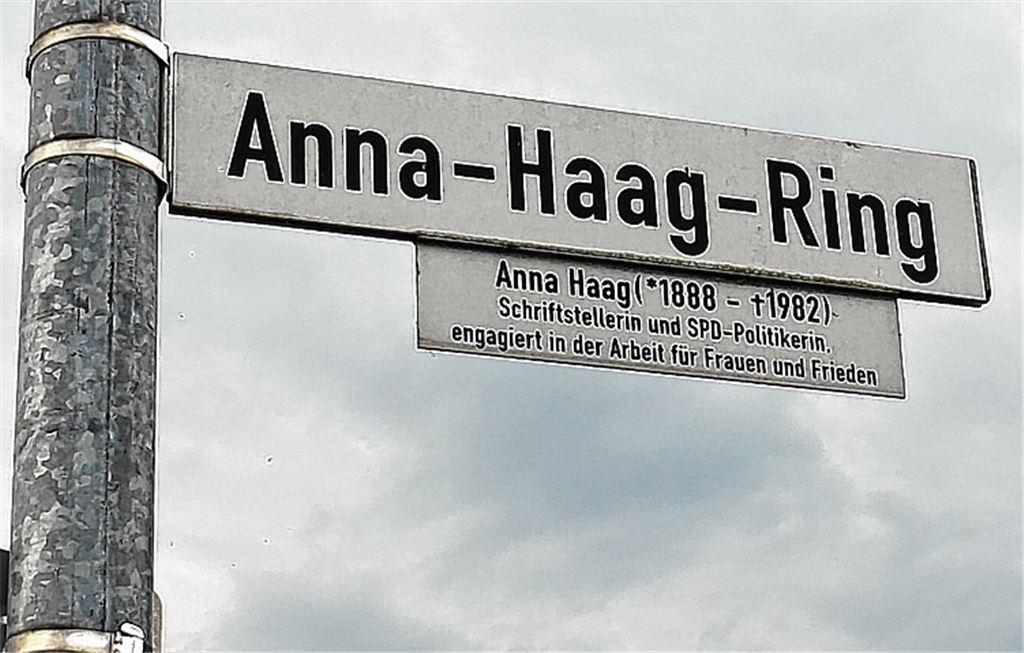 Anna-Haag-Ring
Anna Haag(*1888 - †1982)
Schriftstellerin und SPD-Politikerin,
engagiert in der Arbeit für Frauen und Frieden